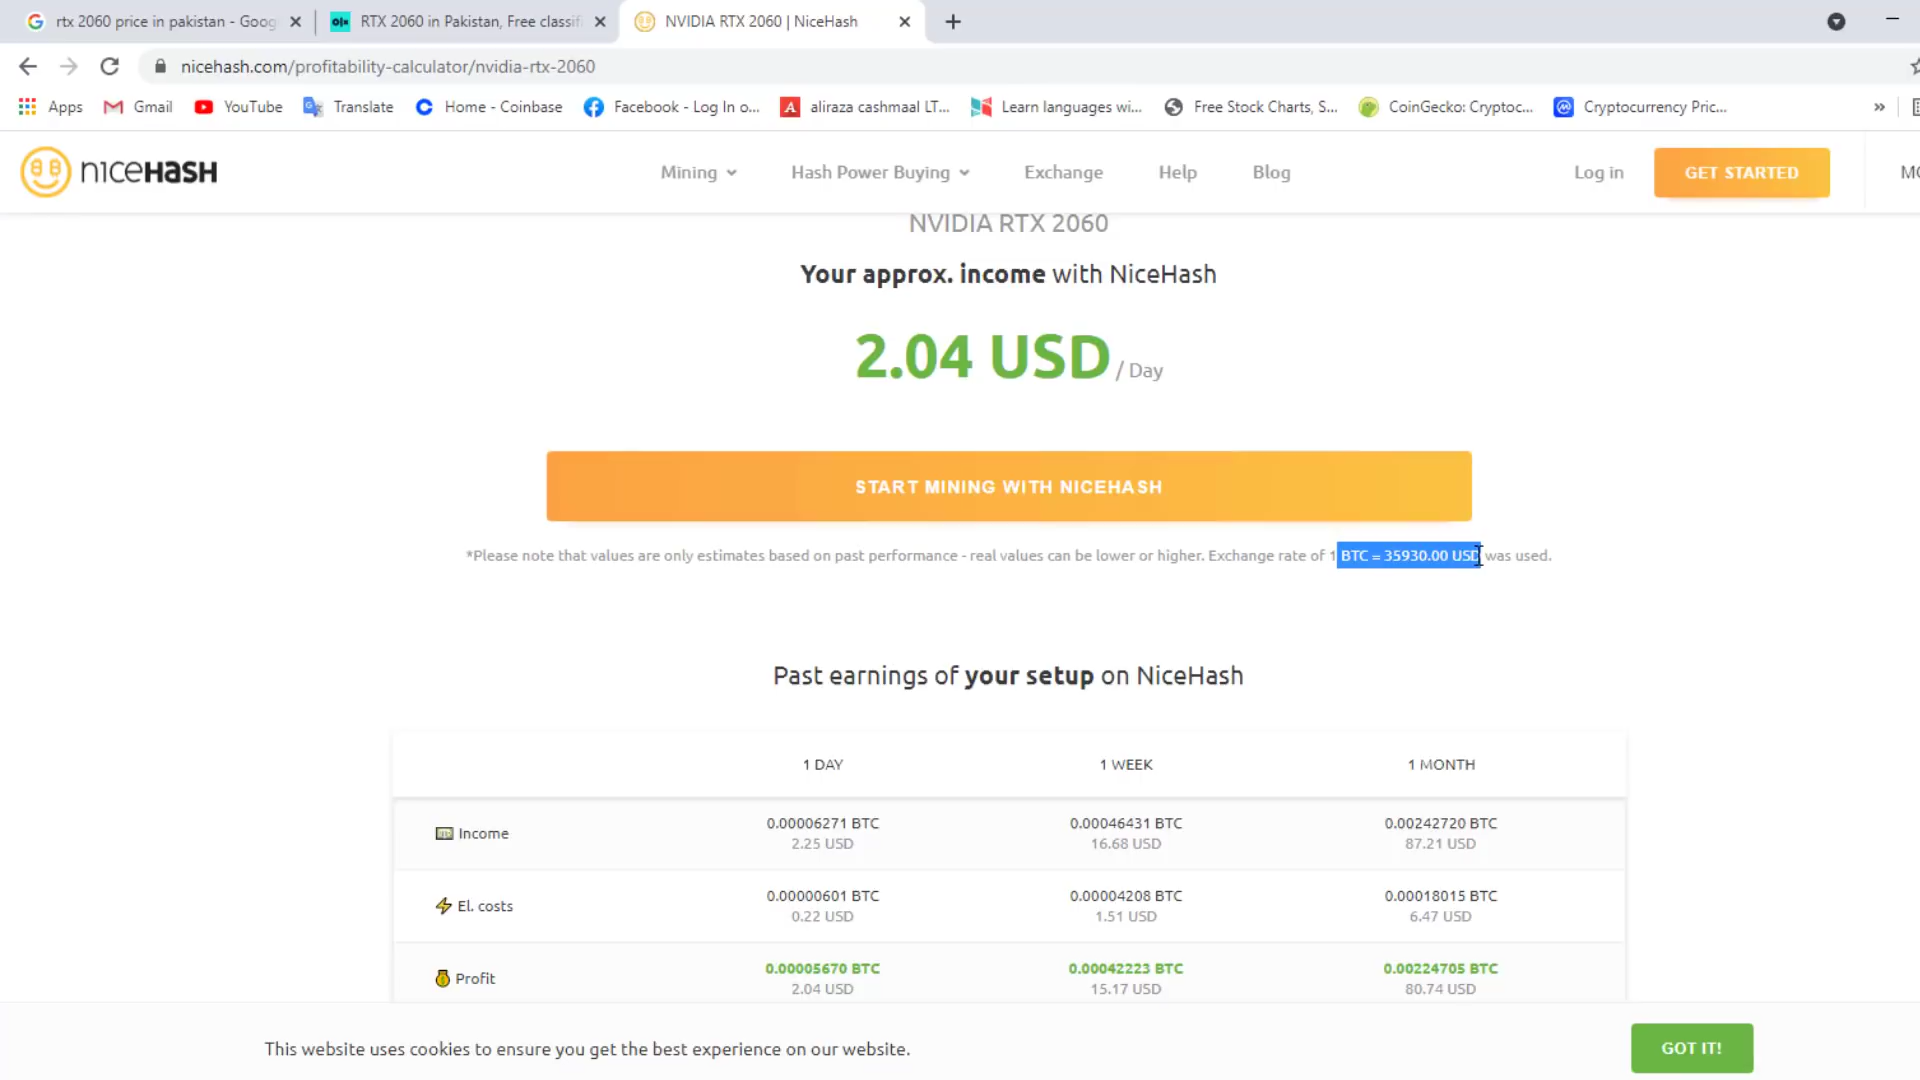 rtx 2060 price in pakistan - Goog
olx RTX 2060 in Pakistan, Free classifi
NVIDIA RTX 2060 | NiceHash
nicehash.com/profitability-calculator/nvidia-rtx-2060
Apps Gmail YouTube Translate Home - Coinbase Facebook - Log In o... aliraza cashmaal LT... Learn languages wi... Free Stock Charts, S... CoinGecko: Cryptoc... Cryptocurrency Pric... »
nicehash Mining Hash Power Buying Exchange Help Blog Log in GET STARTED
NVIDIA RTX 2060
Your approx. income with NiceHash
2.04 USD / Day
START MINING WITH NICEHASH
*Please note that values are only estimates based on past performance - real values can be lower or higher. Exchange rate of 1 BTC = 35930.00 USD was used.
Past earnings of your setup on NiceHash
1 DAY 1 WEEK 1 MONTH
Income 0.00006271 BTC 0.00046431 BTC 0.00242720 BTC
2.25 USD 16.68 USD 87.21 USD
El. costs 0.00000601 BTC 0.00004208 BTC 0.00018015 BTC
0.22 USD 1.51 USD 6.47 USD
Profit 0.00005670 BTC 0.00042223 BTC 0.00224705 BTC
2.04 USD 15.17 USD 80.74 USD
This website uses cookies to ensure you get the best experience on our website. GOT IT!